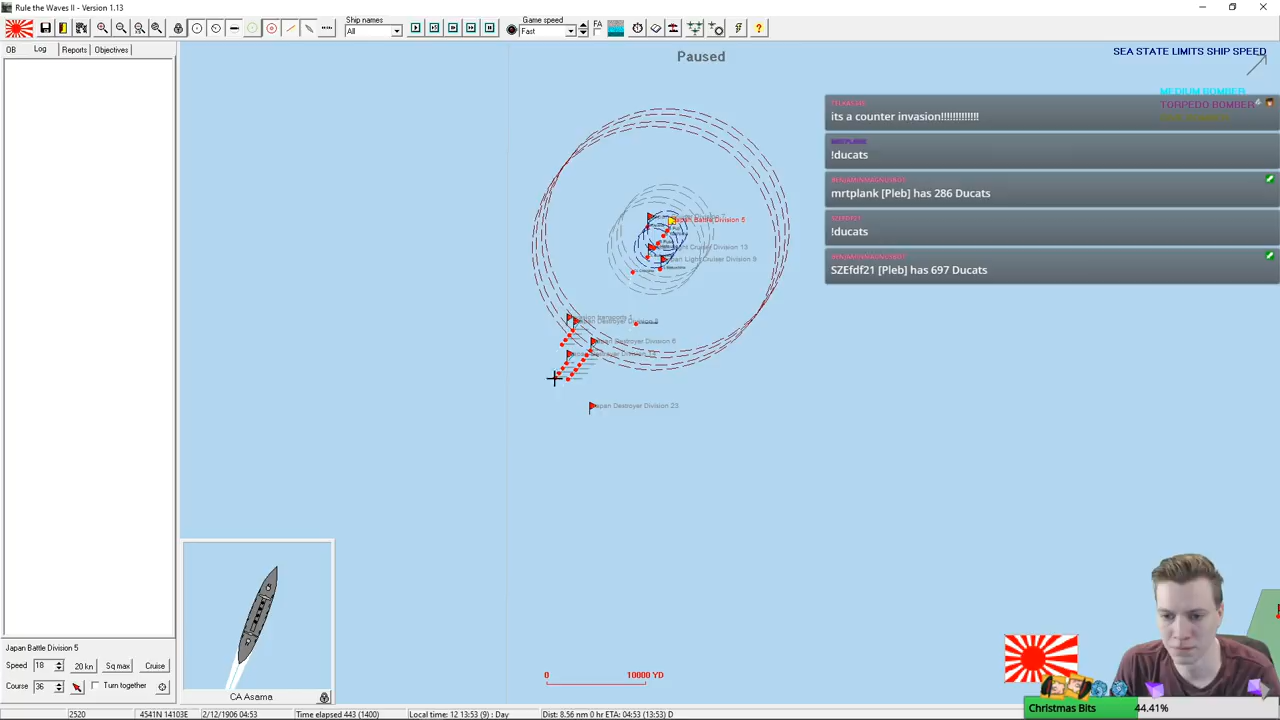 Rule the Waves II - Version 1.13
Ship names
All
Game speed
Fast
FA
OB
Log
Reports
Objectives
Paused
SEA STATE LIMITS SHIP SPEED
MEDIUM BOMBER
TORPEDO BOMBER
its a counter invasion!!!!!!!!!!!!!
!ducats
mrtplank [Pleb] has 286 Ducats
SZEFDF21
!ducats
SZEfdf21 [Pleb] has 697 Ducats
Japan Battle Division 5
Light Cruiser Division 13
Japan Light Cruiser Division 9
Japan Destroyer Division 6
Japan Destroyer Division 23
0
10000 YD
CA Asama
Japan Battle Division 5
Speed
18
20 kn
Sq max
Cruise
Course
36
Turn together
Christmas Bits
44.41%
2520
4541N 14103E
2/12/1906 04:53
Time elapsed 443 (1400)
Local time: 12 13:53 (9) : Day
Dist: 8.56 nm 0 hr ETA: 04:53 (13:53) D